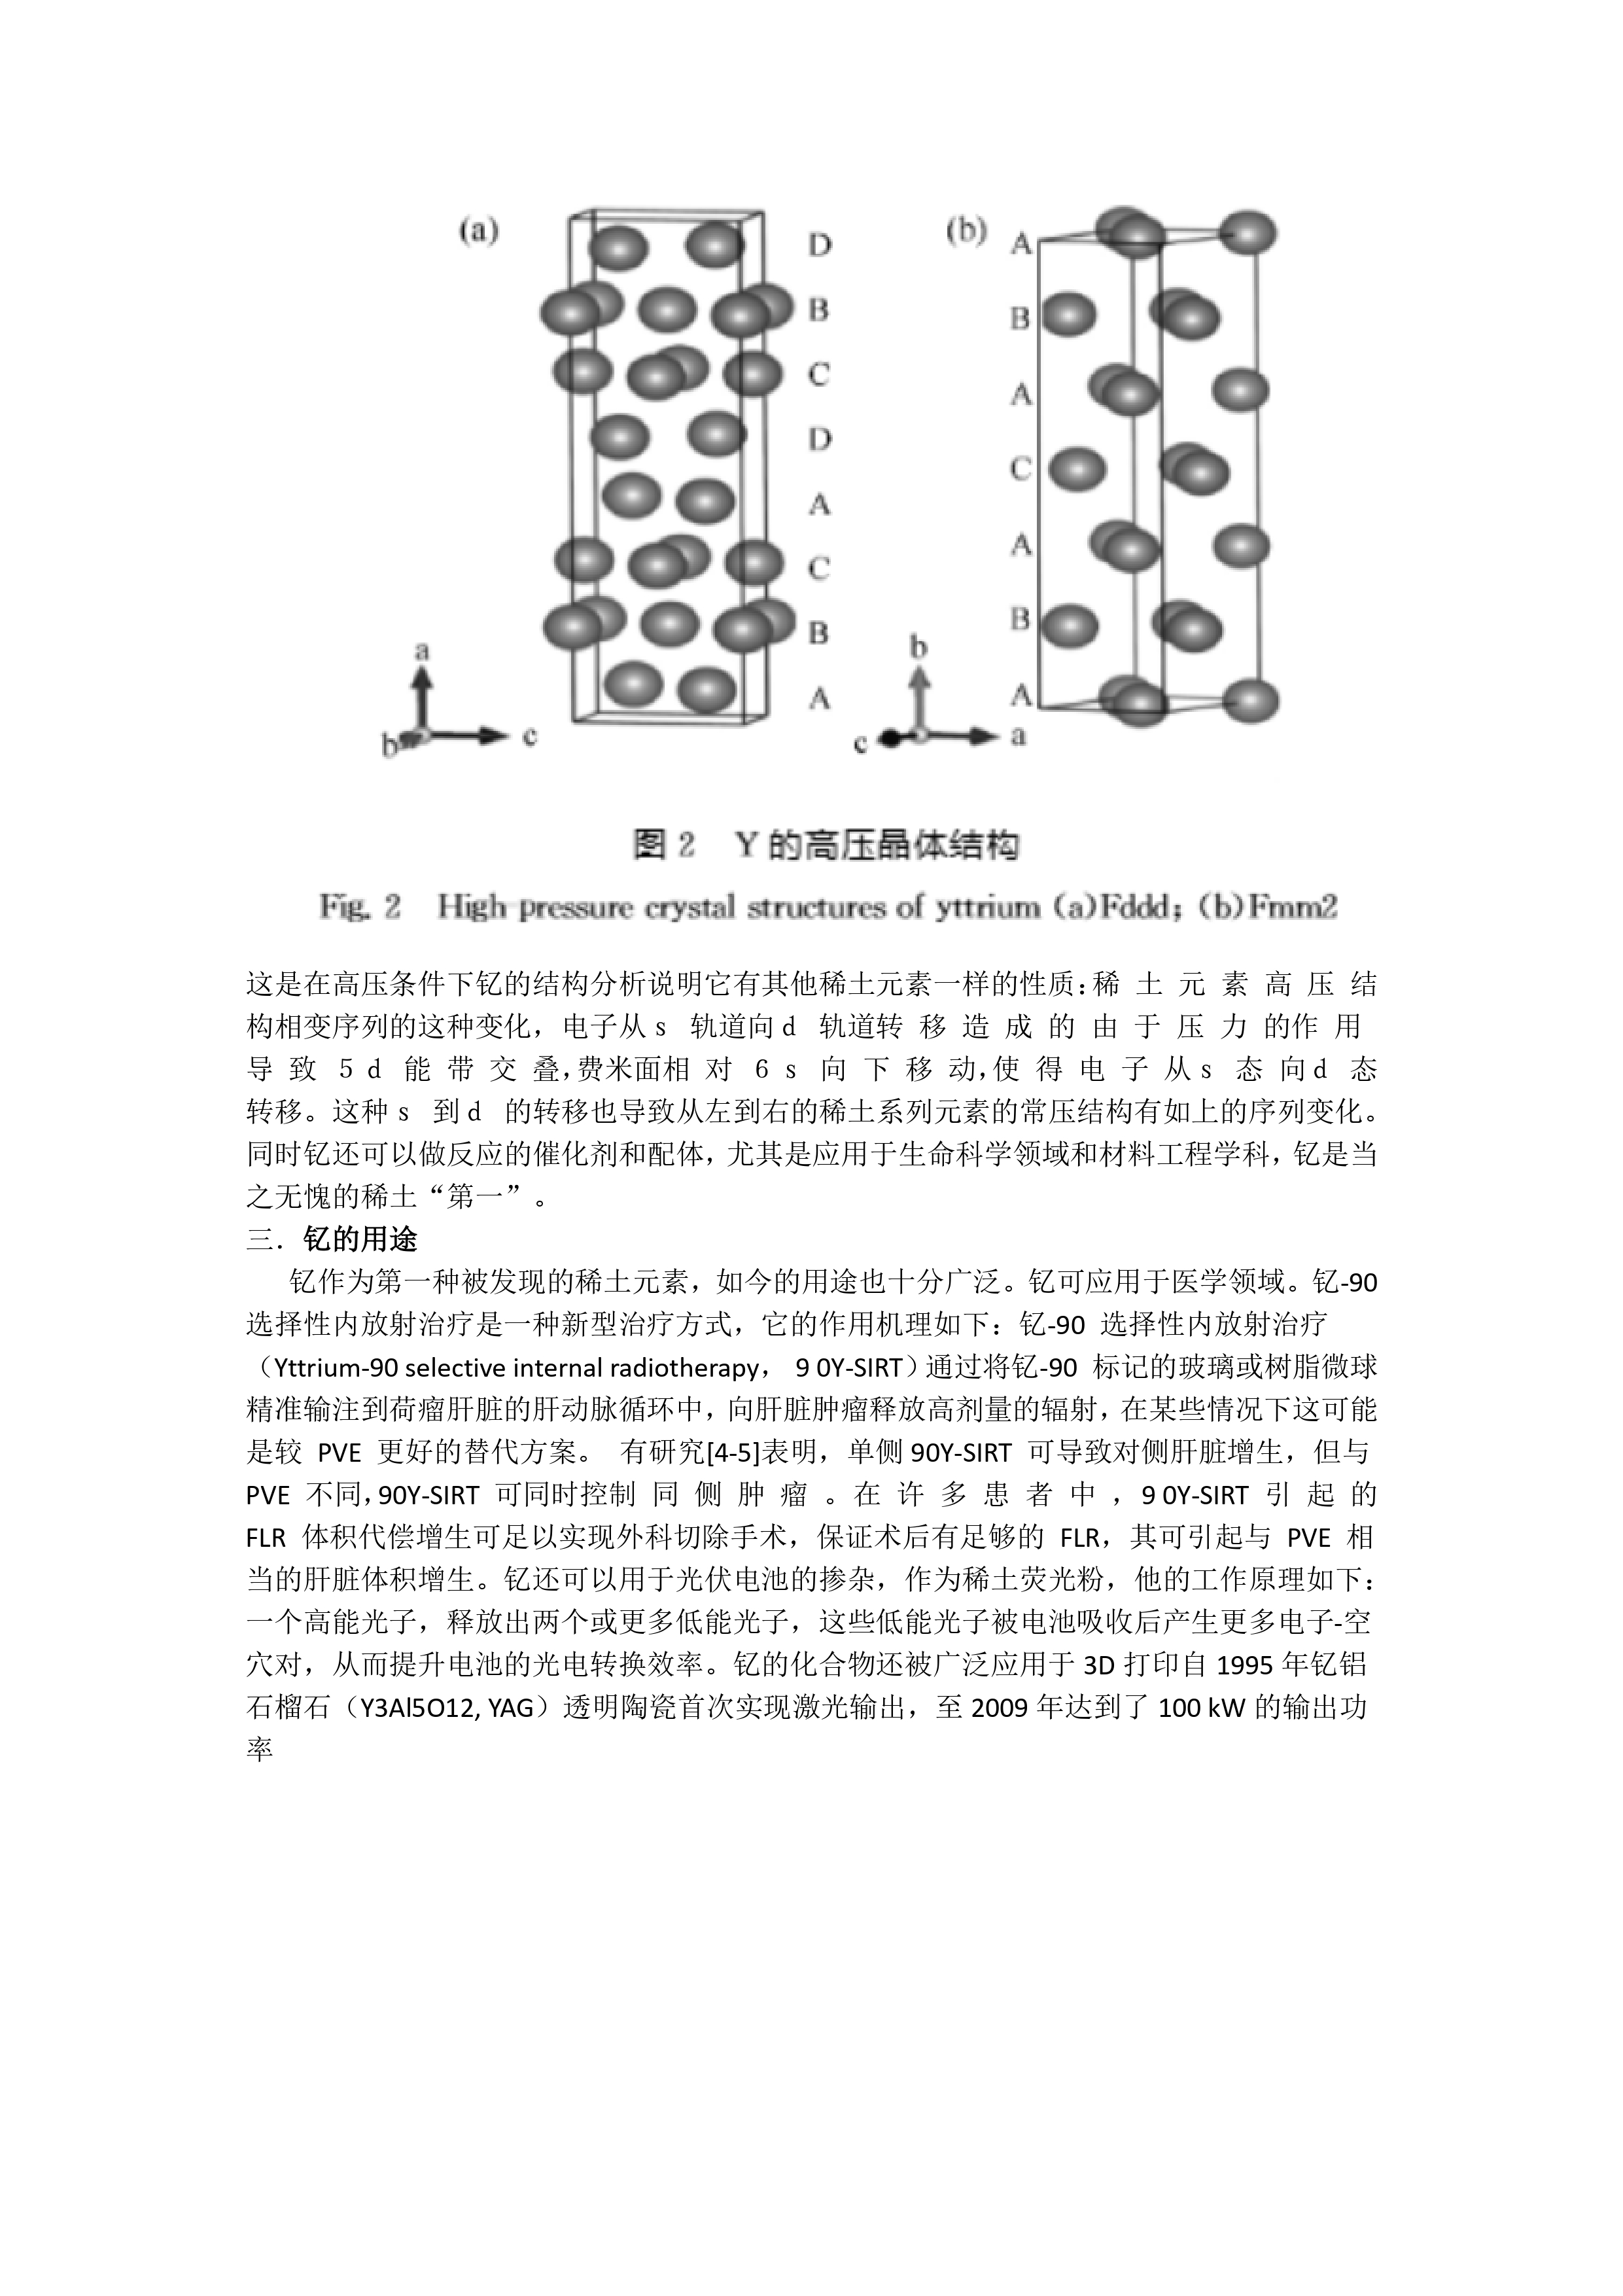 (a)
D
B
C
D
A
C
B
A
a
b
c
(b)
A
B
A
C
A
B
A
b
c
a
图 2 Y 的高压晶体结构
Fig. 2 High pressure crystal structures of yttrium (a)Fddd; (b)Fmm2
这是在高压条件下钇的结构分析说明它有其他稀土元素一样的性质:稀 土 元 素 高 压 结
构相变序列的这种变化，电子从 s 轨道向 d 轨道转 移 造 成 的 由 于 压 力 的作 用
导 致 5 d 能 带 交 叠,费米面相 对 6 s 向 下 移 动,使 得 电 子 从 s 态 向 d 态
转移。这种 s 到 d 的转移也导致从左到右的稀土系列元素的常压结构有如上的序列变化。
同时钇还可以做反应的催化剂和配体，尤其是应用于生命科学领域和材料工程学科，钇是当
之无愧的稀土“第一”。
三．钇的用途
钇作为第一种被发现的稀土元素，如今的用途也十分广泛。钇可应用于医学领域。钇-90
选择性内放射治疗是一种新型治疗方式，它的作用机理如下：钇-90 选择性内放射治疗
（Yttrium-90 selective internal radiotherapy， 9 0Y-SIRT）通过将钇-90 标记的玻璃或树脂微球
精准输注到荷瘤肝脏的肝动脉循环中，向肝脏肿瘤释放高剂量的辐射，在某些情况下这可能
是较 PVE 更好的替代方案。 有研究[4-5]表明，单侧 90Y-SIRT 可导致对侧肝脏增生，但与
PVE 不同，90Y-SIRT 可同时控制 同 侧 肿 瘤 。在 许 多 患 者 中 ，9 0Y-SIRT 引 起 的
FLR 体积代偿增生可足以实现外科切除手术，保证术后有足够的 FLR，其可引起与 PVE 相
当的肝脏体积增生。钇还可以用于光伏电池的掺杂，作为稀土荧光粉，他的工作原理如下：
一个高能光子，释放出两个或更多低能光子，这些低能光子被电池吸收后产生更多电子-空
穴对，从而提升电池的光电转换效率。钇的化合物还被广泛应用于 3D 打印自 1995 年钇铝
石榴石（Y3Al5O12, YAG）透明陶瓷首次实现激光输出，至 2009 年达到了 100 kW 的输出功
率